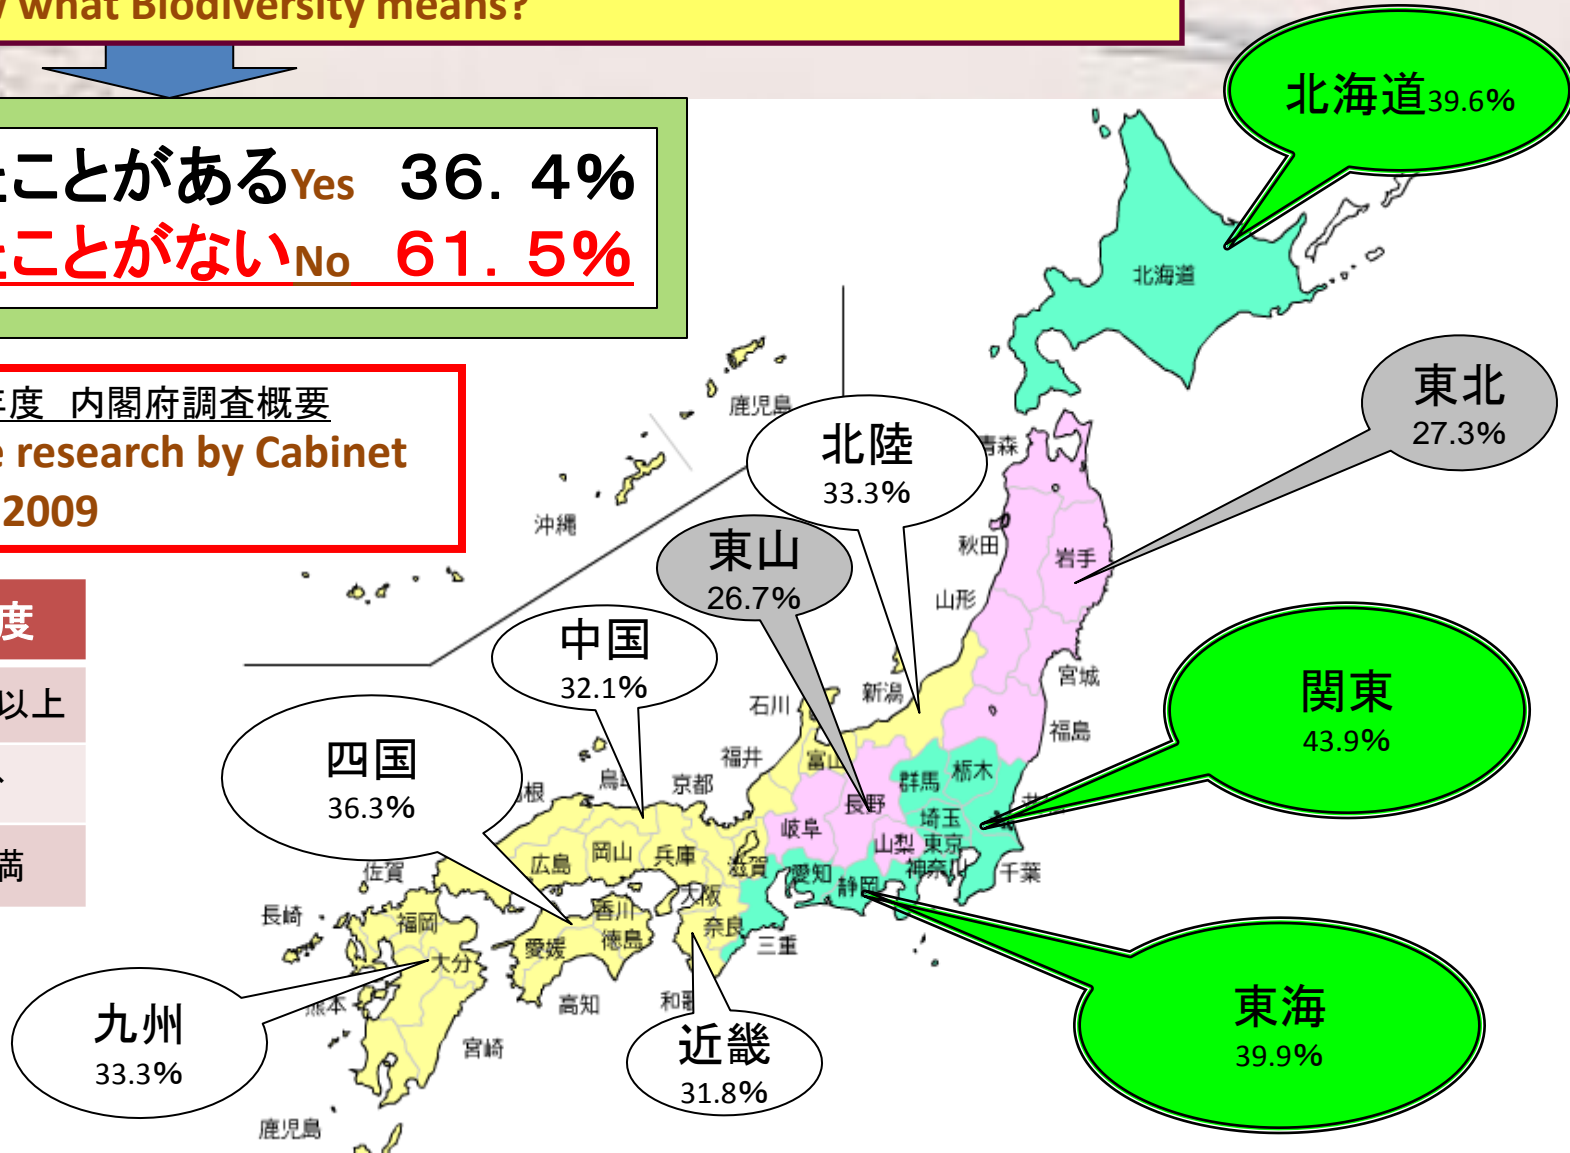 what Biodiversity means?
北海道39.6%
たことがあるYes 36. 4%
たことがないNo 61. 5%
北海道
年度 内閣府調査概要
research by Cabinet
2009
東北
27.3%
鹿児島
北陸
33.3%
青森
沖縄
東山
26.7%
秋田
岩手
山形
度
以上
満
中国
32.1%
宮城
関東
43.9%
新潟
石川
福島
四国
36.3%
福井
富山
群馬
栃木
京都
長野
埼玉
岐阜
山梨
東京
神奈川
千葉
広島
岡山
兵庫
滋賀
愛知
静岡
佐賀
大阪
長崎
福岡
香川
奈良
愛媛
徳島
三重
大分
高知
熊本
九州
33.3%
宮崎
近畿
31.8%
東海
39.9%
鹿児島